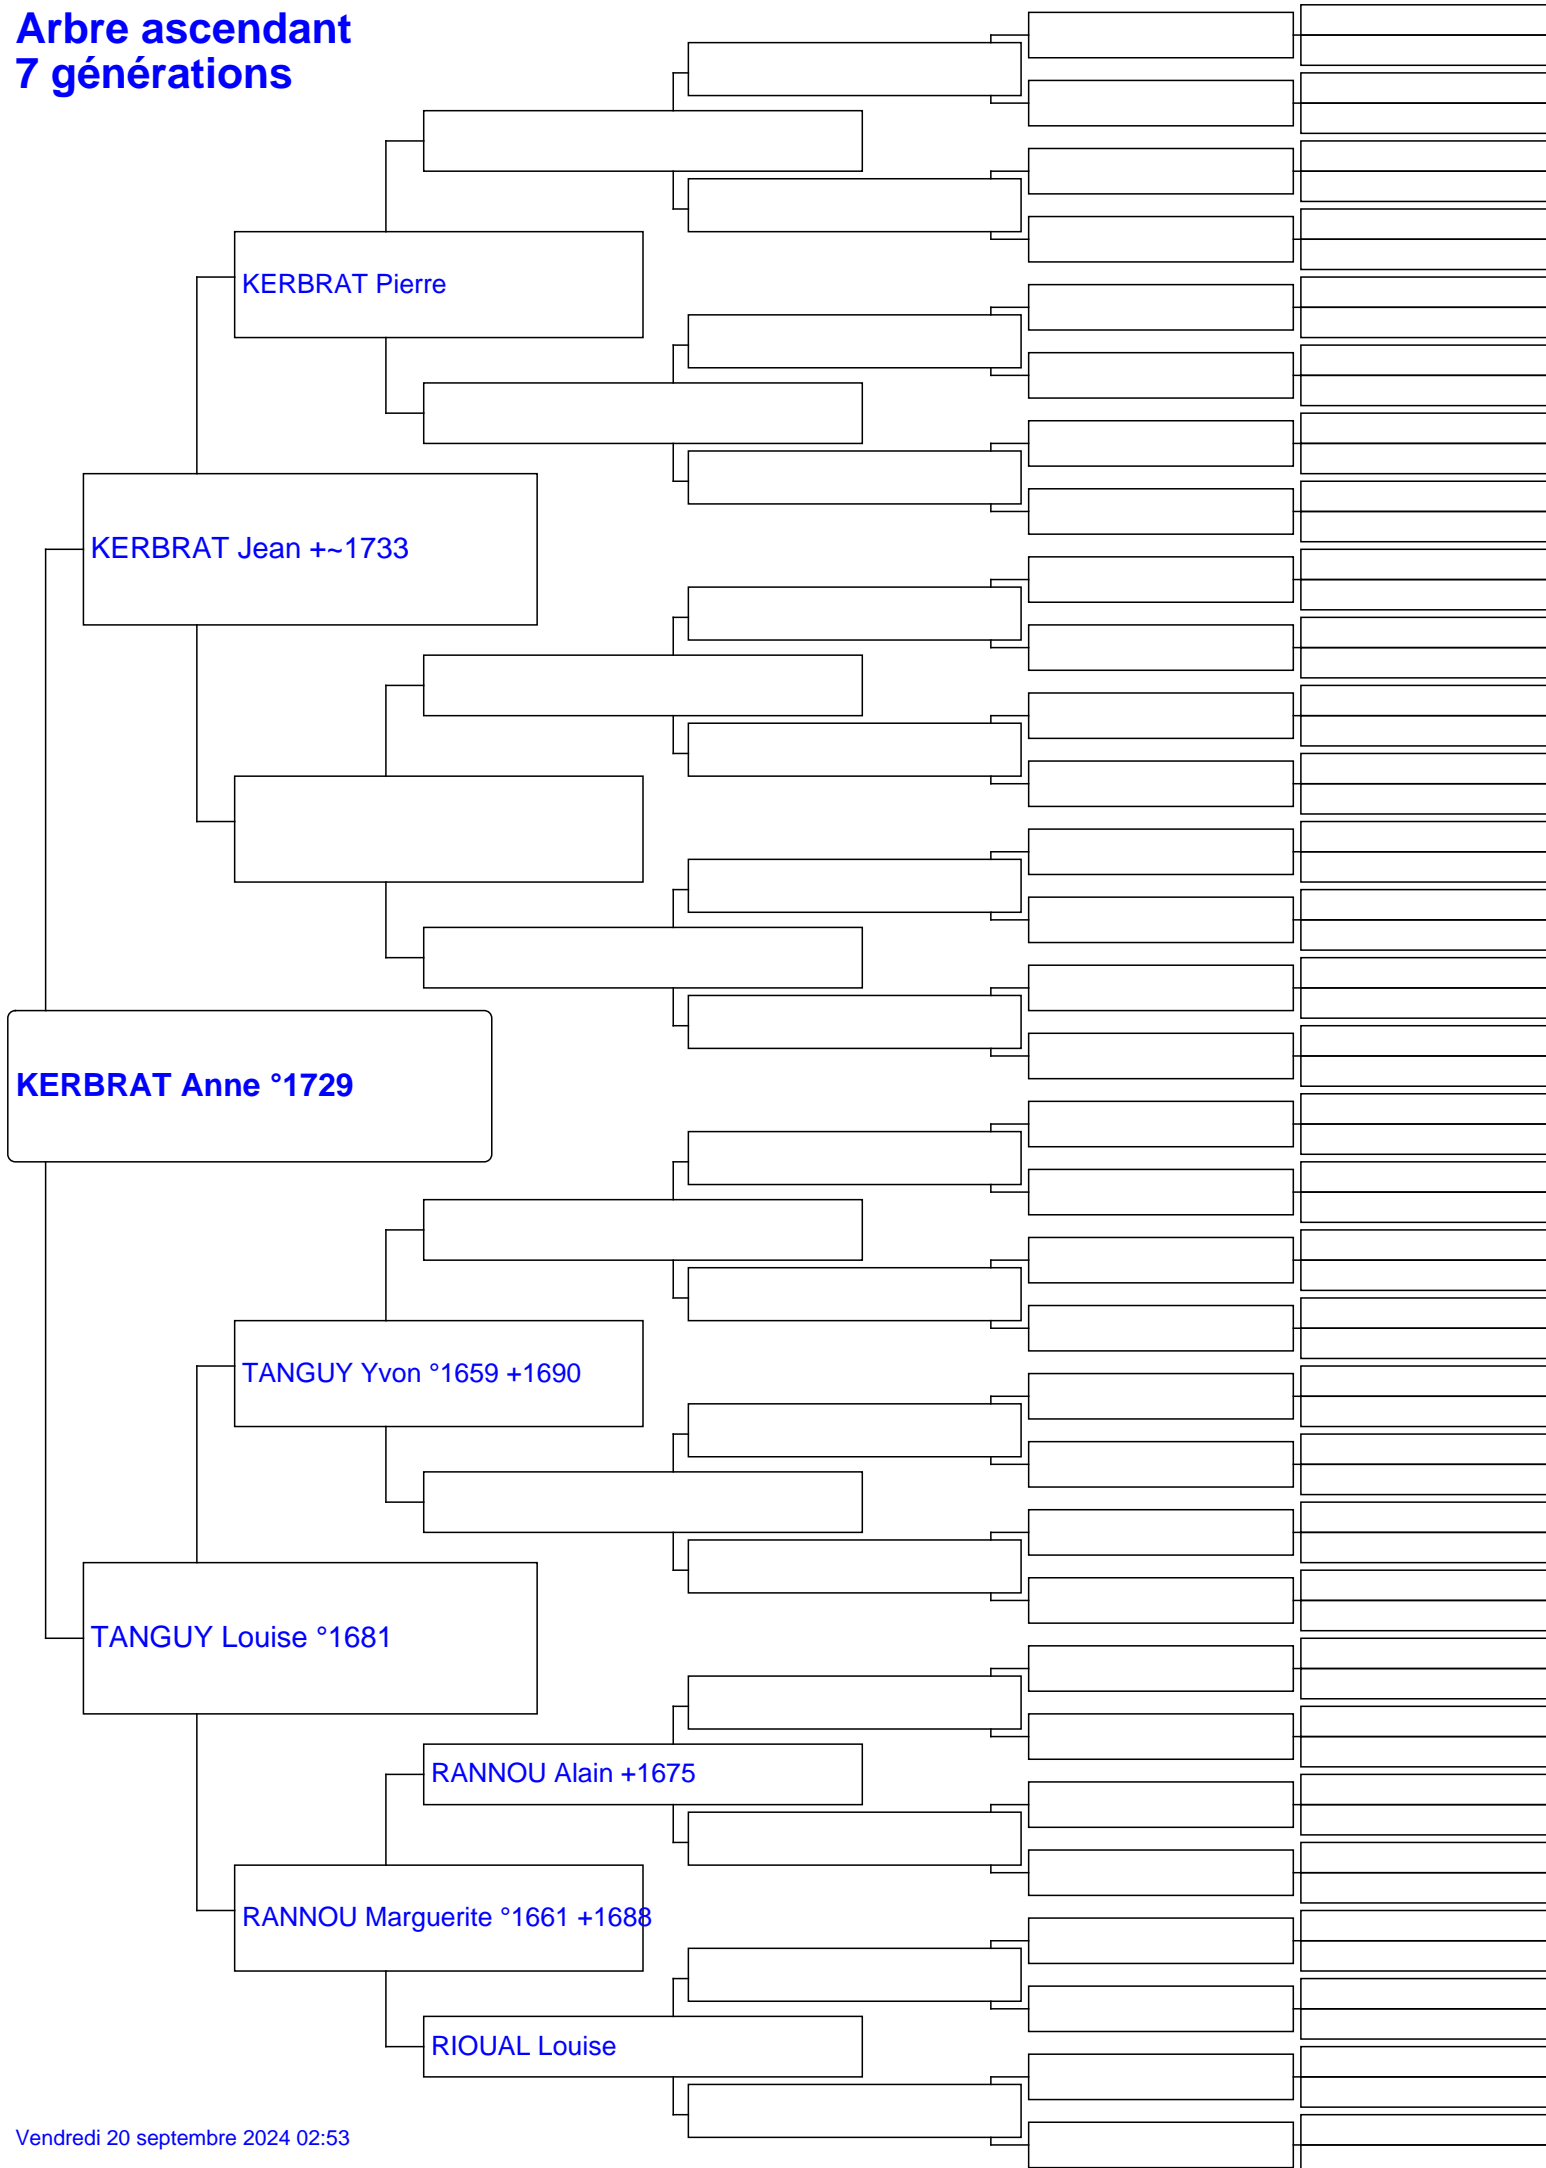 Arbre ascendant
7 générations
KERBRAT Pierre
KERBRAT Jean +~1733
KERBRAT Anne °1729
TANGUY Yvon °1659 +1690
TANGUY Louise °1681
RANNOU Alain +1675
RANNOU Marguerite °1661 +1688
RIOUAL Louise
Vendredi 20 septembre 2024 02:53